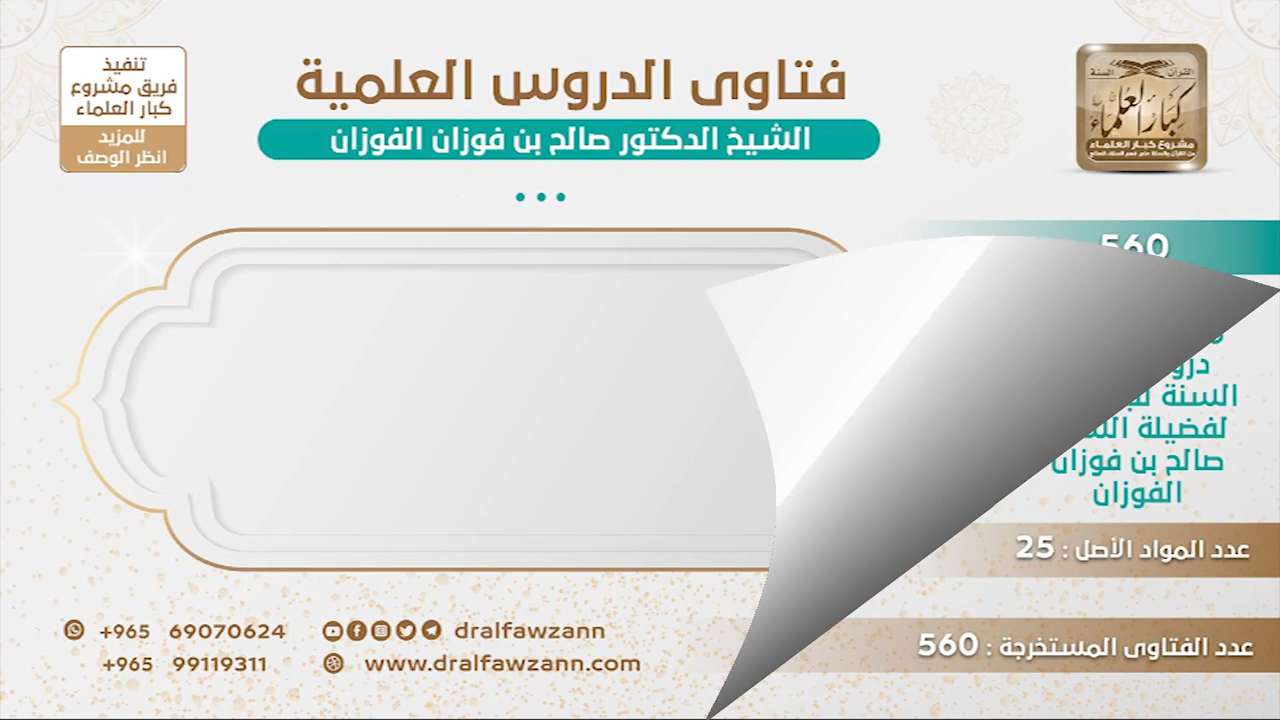 فتاوى الدروس العلمية
الشيخ الدكتور صالح بن فوزان الفوزان
القرآن السنة
كبار العلماء
مشروع كبار العلماء
تنفيذ
فريق مشروع
كبار العلماء
للمزيد
انظر الوصف
560
السنة
لفضيلة
صالح بن فوزان
الفوزان
عدد المواد الأصل : 25
عدد الفتاوى المستخرجة : 560
+965 69070624
dralfawzann
+965 99119311
www.dralfawzann.com